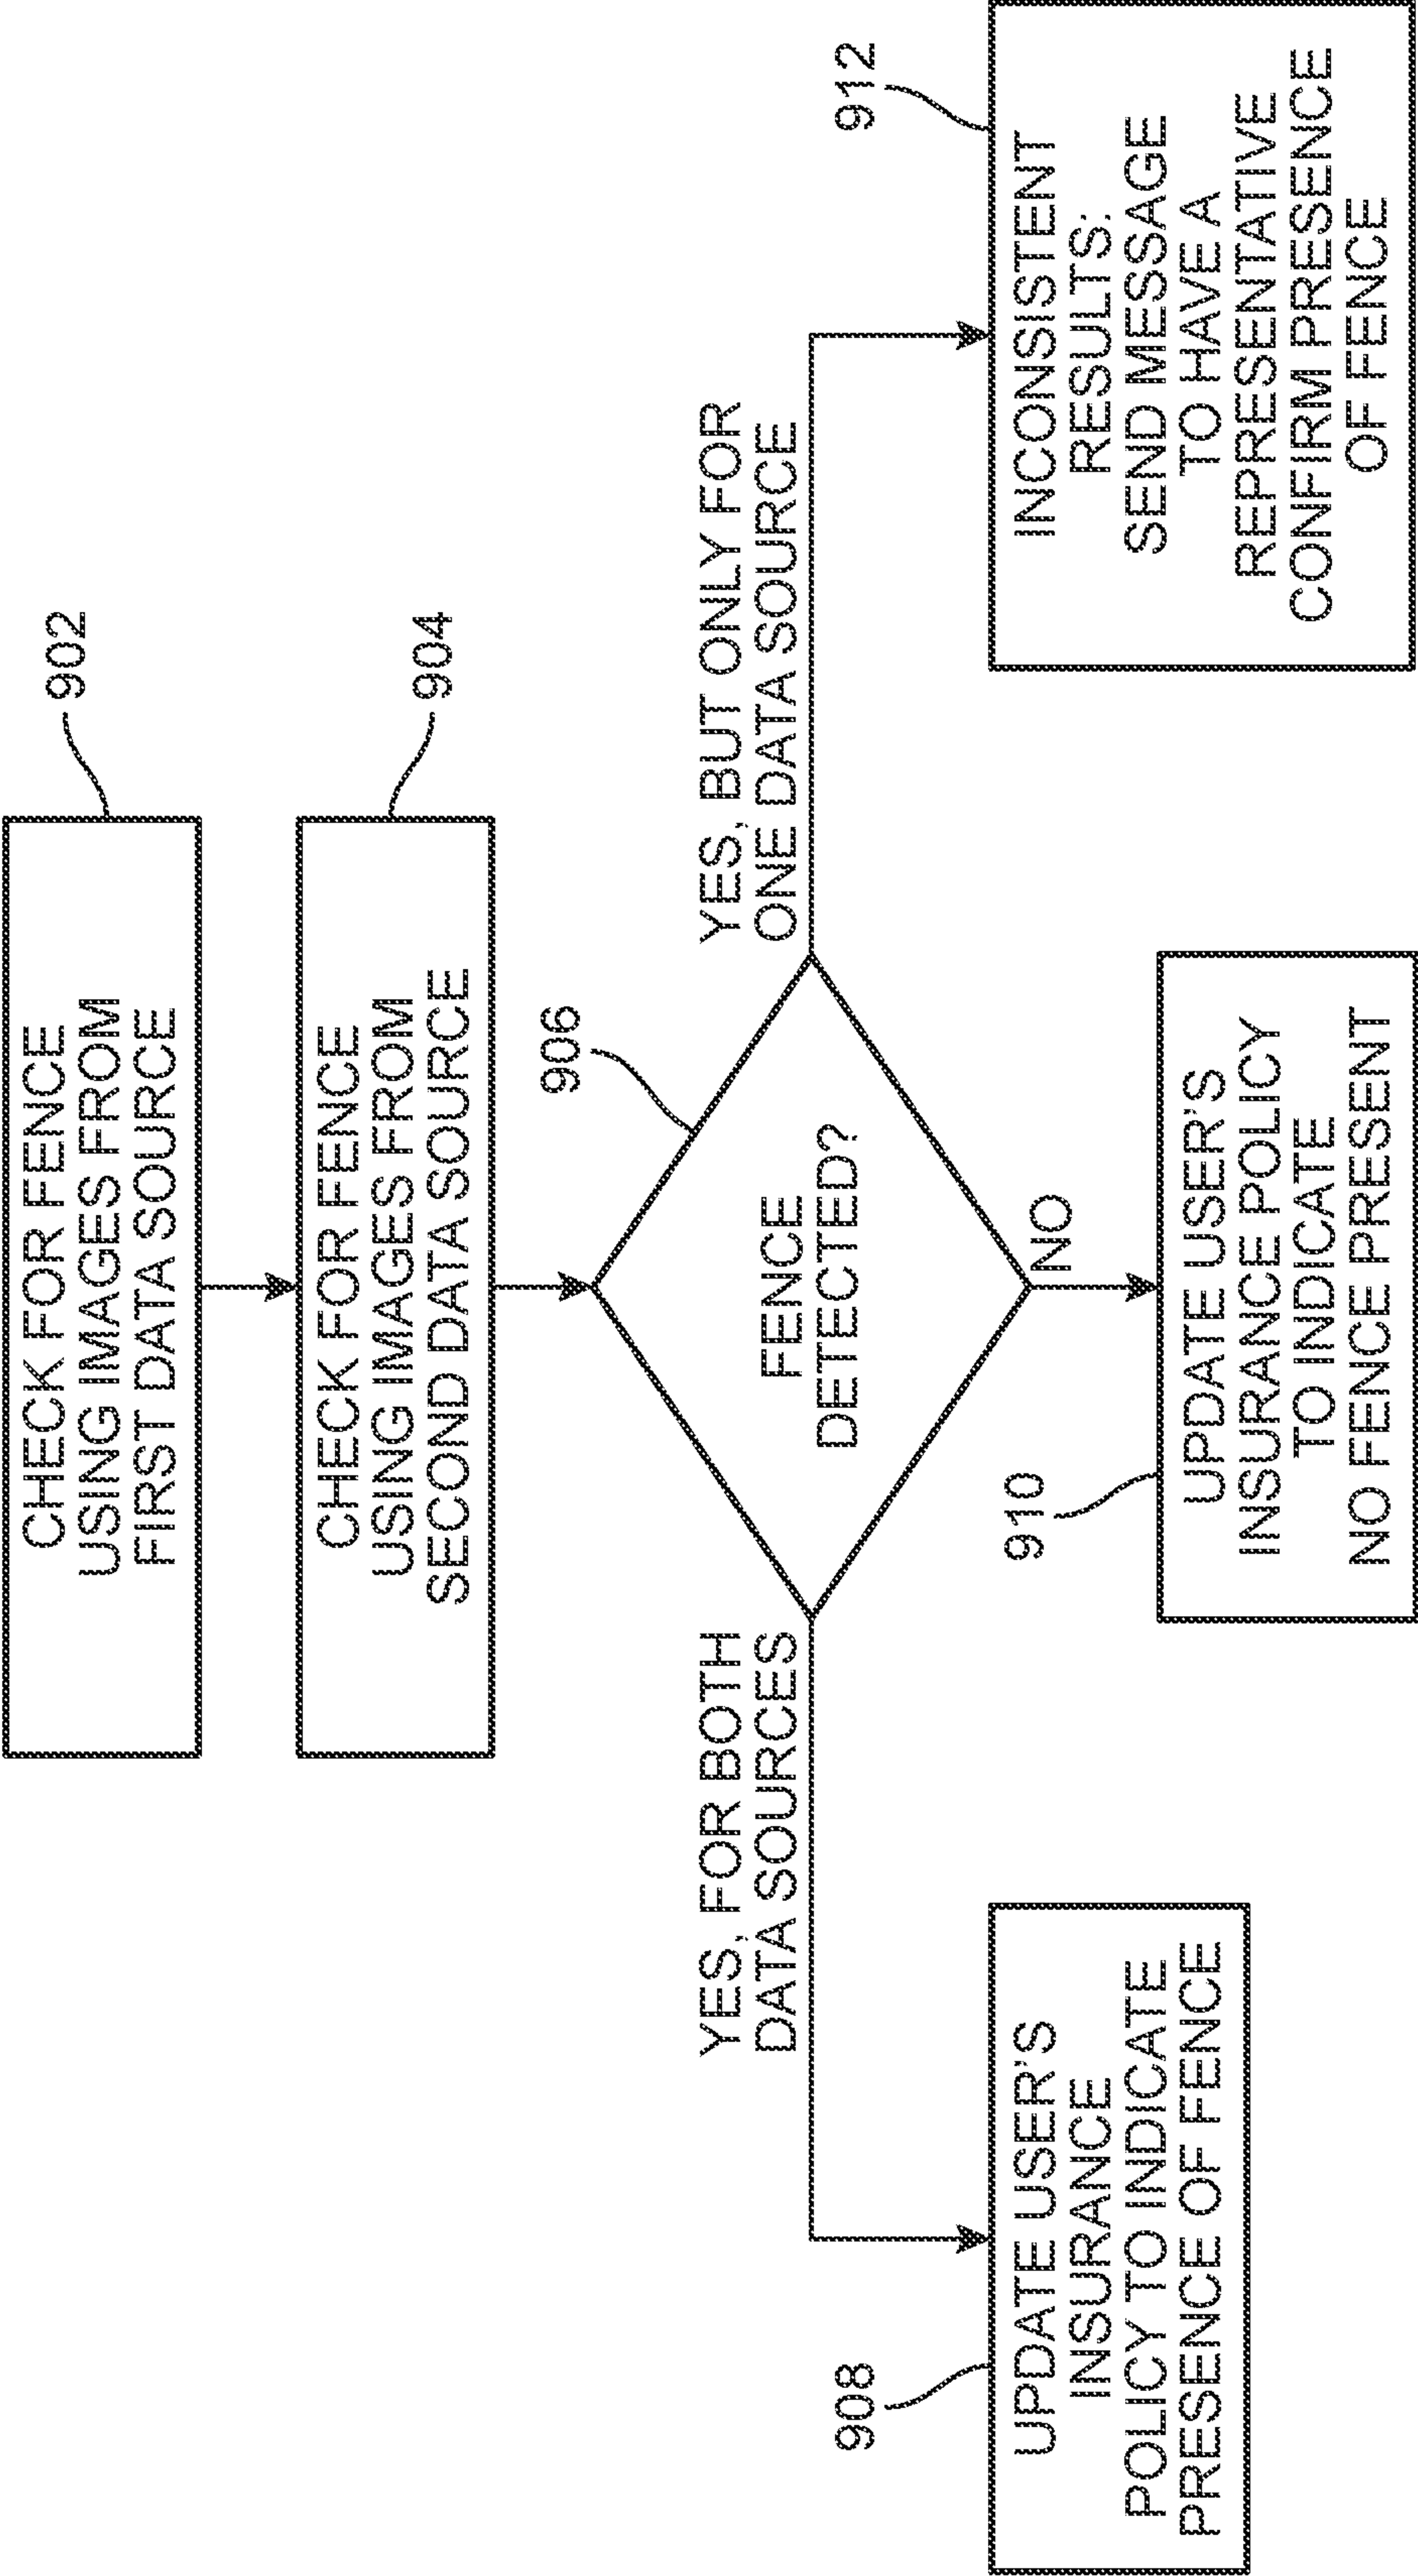 902
CHECK FOR FENCE
USING IMAGES FROM
FIRST DATA SOURCE
904
CHECK FOR FENCE
USING IMAGES FROM
SECOND DATA SOURCE
906
FENCE
DETECTED?
YES, FOR BOTH
DATA SOURCES
YES, BUT ONLY FOR
ONE DATA SOURCE
NO
908
UPDATE USER'S
INSURANCE
POLICY TO INDICATE
PRESENCE OF FENCE
910
UPDATE USER'S
INSURANCE POLICY
TO INDICATE
NO FENCE PRESENT
912
INCONSISTENT
RESULTS:
SEND MESSAGE
TO HAVE A
REPRESENTATIVE
CONFIRM PRESENCE
OF FENCE